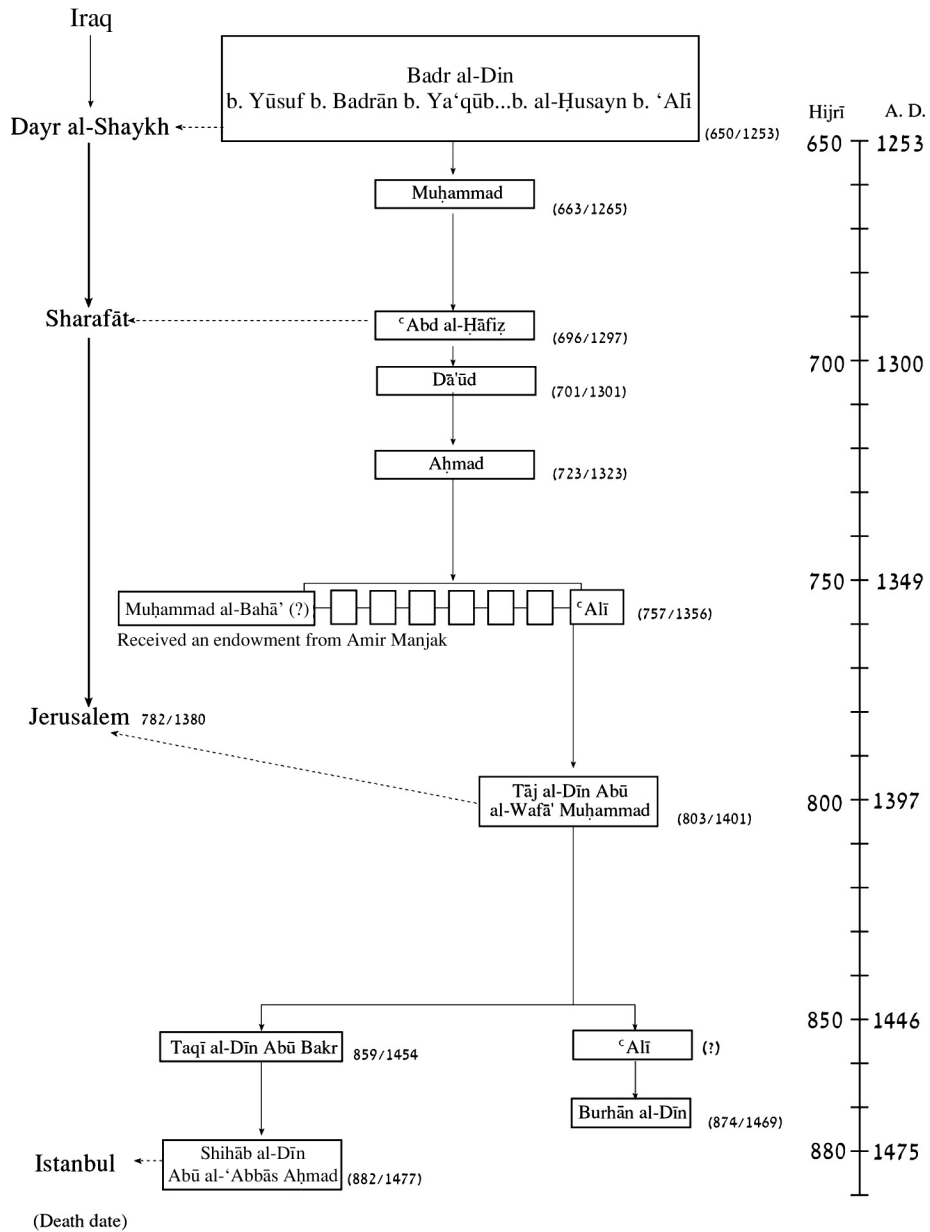 Iraq
Badr al-Din
b. Yūsuf b. Badrān b. Ya‘qūb...b. al-Ḥusayn b. ‘Alī
Dayr al-Shaykh
(650/1253)
Hijrī A. D.
650 1253
Muḥammad
(663/1265)
Sharafāt
ᶜAbd al-Ḥāfiẓ
(696/1297)
700 1300
Dā'ūd
(701/1301)
Aḥmad
(723/1323)
750 1349
Muḥammad al-Bahā’ (?)
ᶜAlī
(757/1356)
Received an endowment from Amir Manjak
Jerusalem 782/1380
Tāj al-Dīn Abū
al-Wafā' Muḥammad
(803/1401)
800 1397
850 1446
Taqī al-Dīn Abū Bakr
859/1454
ᶜAlī
(?)
Burhān al-Dīn
(874/1469)
880 1475
Istanbul
Shihāb al-Dīn
Abū al-‘Abbās Aḥmad
(882/1477)
(Death date)